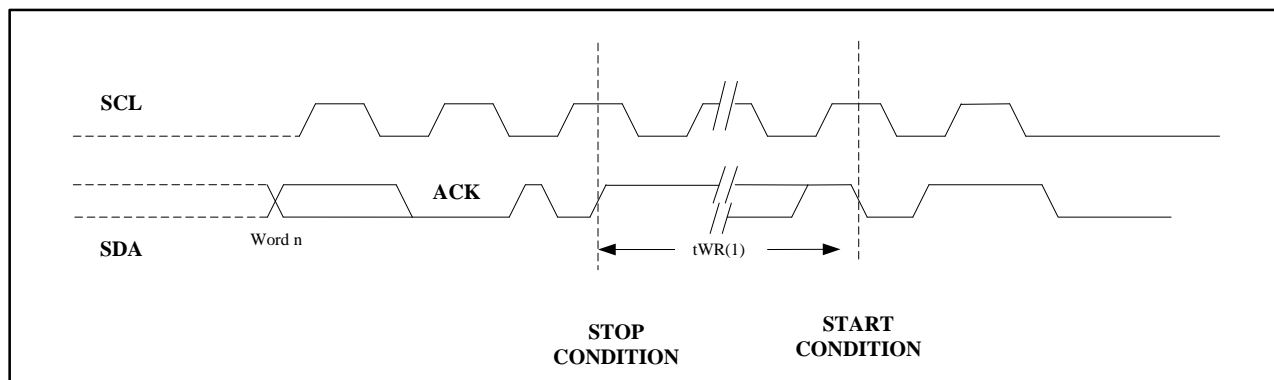 SCL
ACK
SDA
Word n
tWR(1)
STOP
CONDITION
START
CONDITION